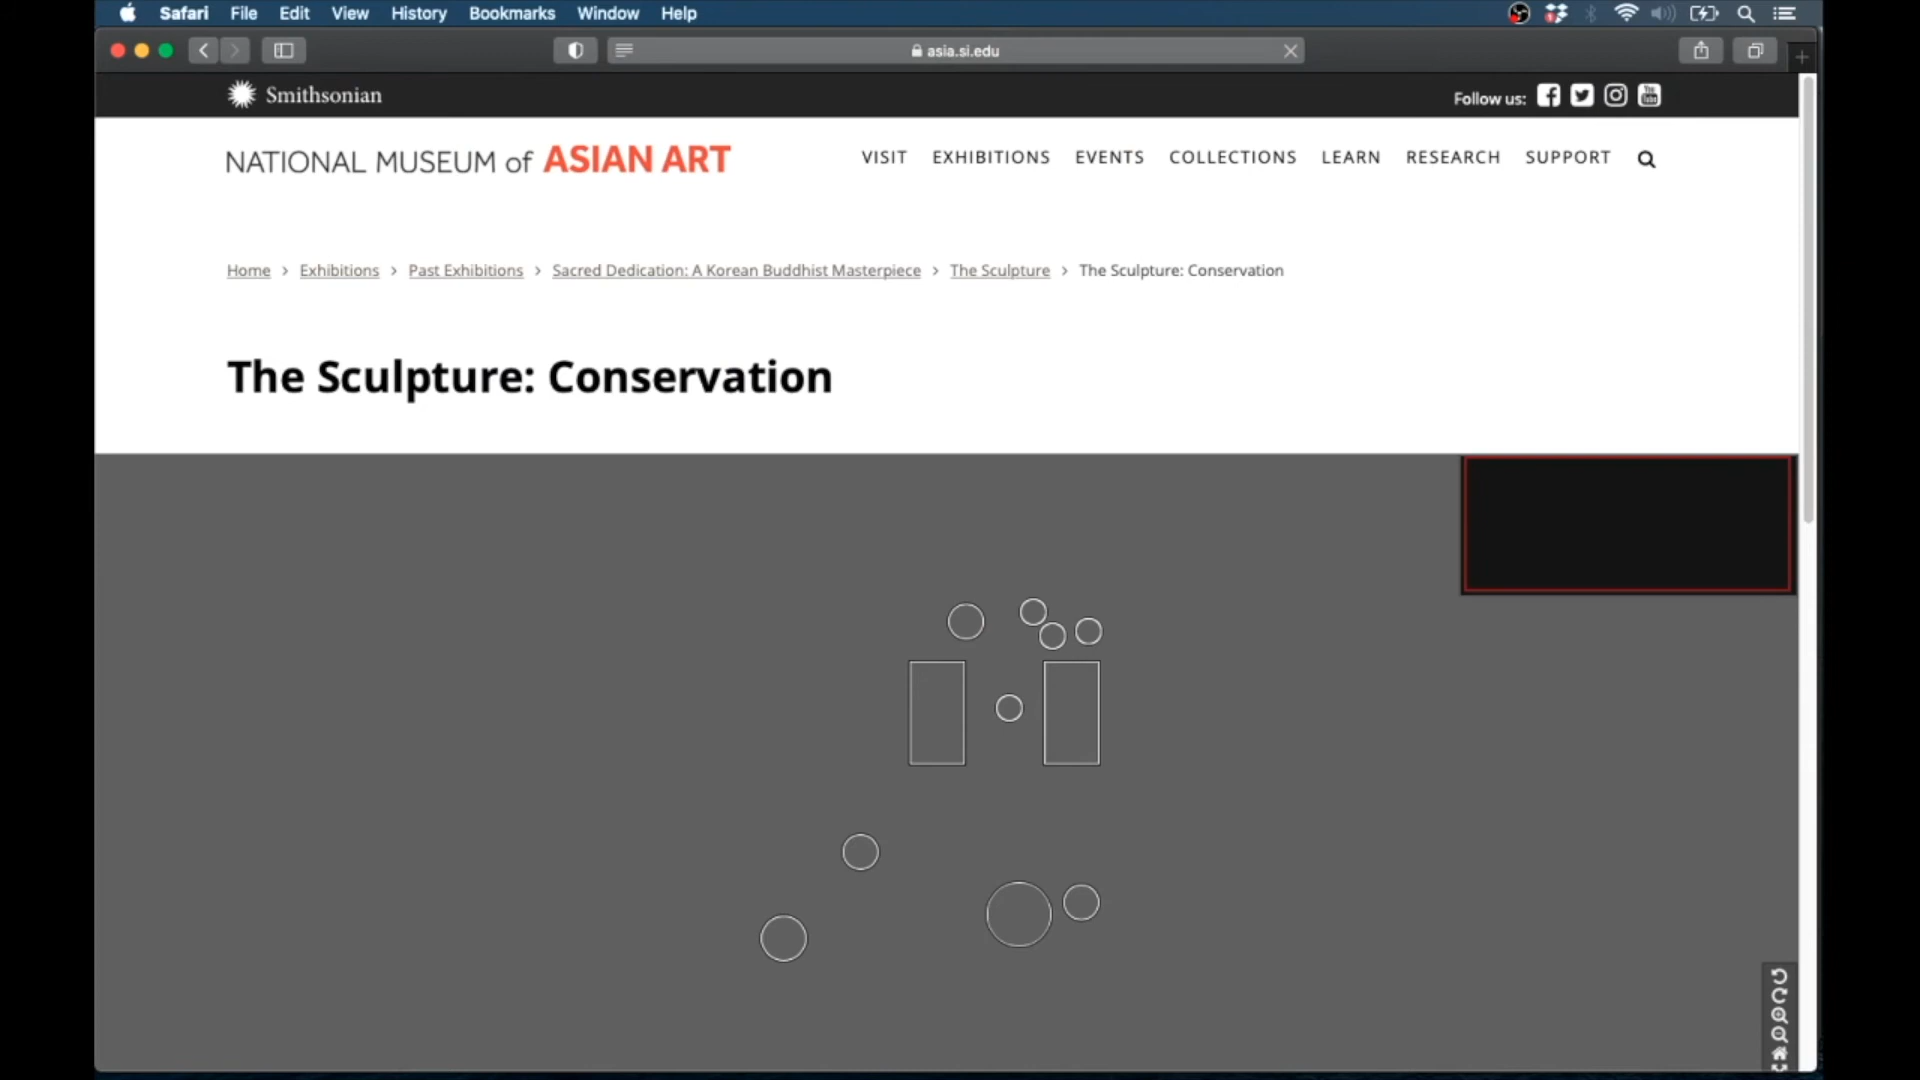 Safari File Edit View History Bookmarks Window Help
asia.si.edu
Smithsonian
Follow us:
NATIONAL MUSEUM of ASIAN ART
VISIT EXHIBITIONS EVENTS COLLECTIONS LEARN RESEARCH SUPPORT
Home > Exhibitions > Past Exhibitions > Sacred Dedication: A Korean Buddhist Masterpiece > The Sculpture > The Sculpture: Conservation
The Sculpture: Conservation